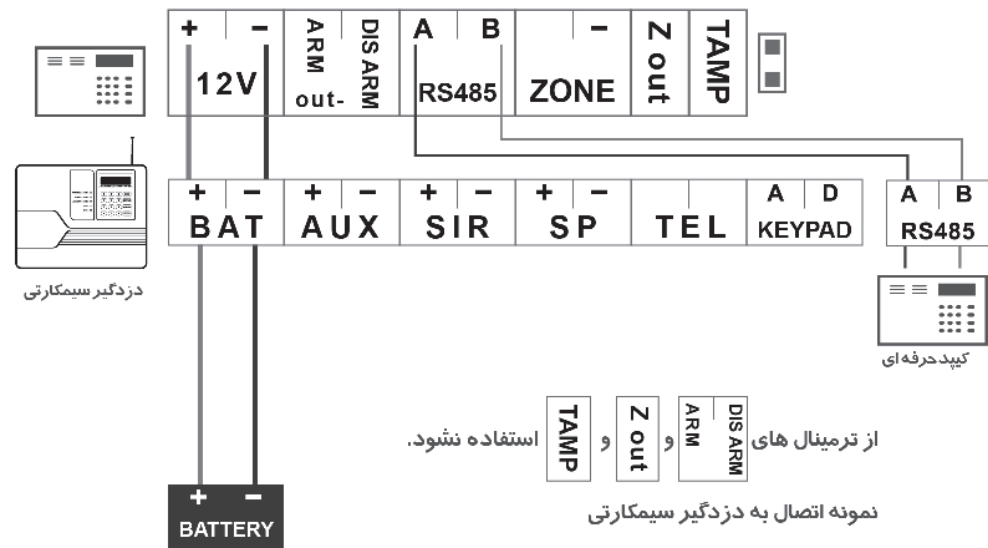 + − ARM DIS ARM A B − Z out TAMP
12V out- RS485 ZONE
+ − + − + − + − A D A B
BAT AUX SIR SP TEL KEYPAD RS485
دزدگیر سیمکارتی
کیپد حرفه ای
از ترمینال های ARM DIS ARM و Z out و TAMP استفاده نشود.
نمونه اتصال به دزدگیر سیمکارتی
+ −
BATTERY